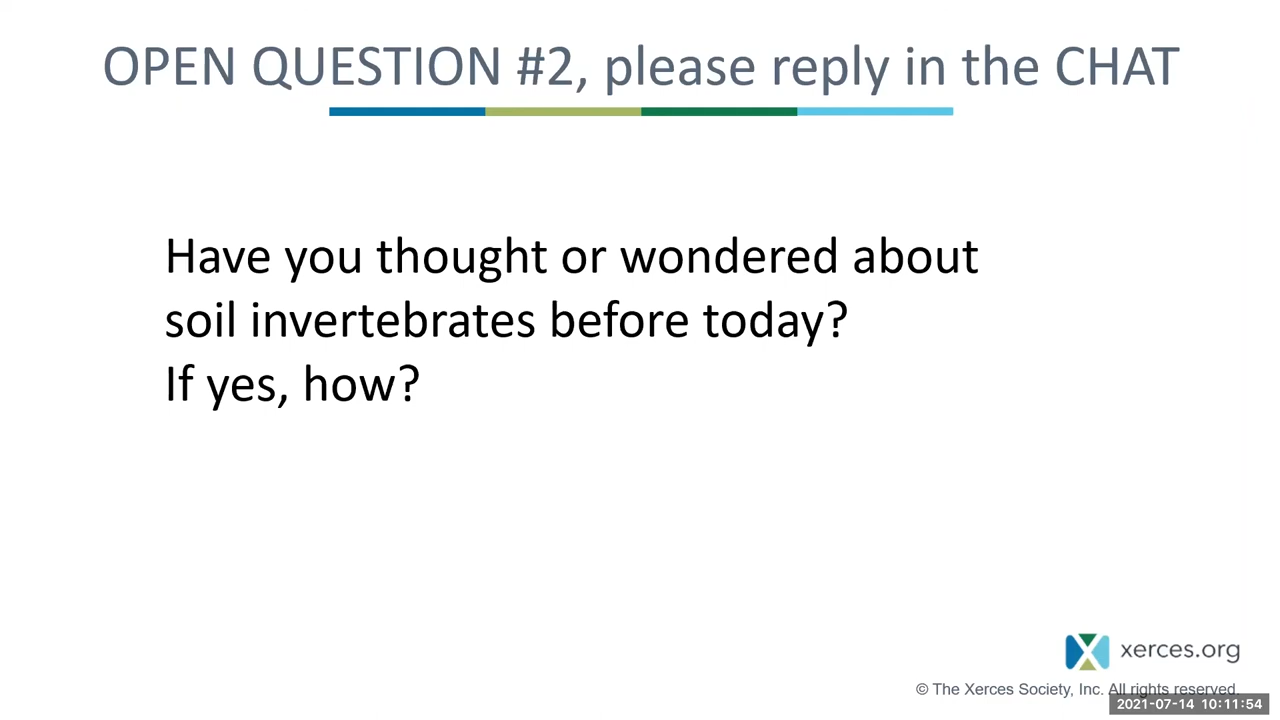 OPEN QUESTION #2, please reply in the CHAT
Have you thought or wondered about
soil invertebrates before today?
If yes, how?
xerces.org
© The Xerces Society, Inc. All rights reserved.
2021-07-14 10:11:54